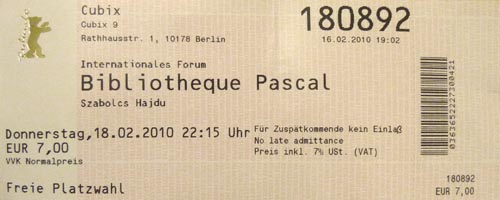 Cubix
Cubix 9
Rathhausstr. 1, 10178 Berlin
180892
16.02.2010 19:02
Internationales Forum
Bibliotheque Pascal
Szabolcs Hajdu
Donnerstag,18.02.2010 22:15 Uhr
EUR 7,00
VVK Normalpreis
Für Zuspätkommende kein Einlaß
No late admittance
Preis inkl. 7% USt. (VAT)
Freie Platzwahl
0363652227300421
180892
EUR 7,00